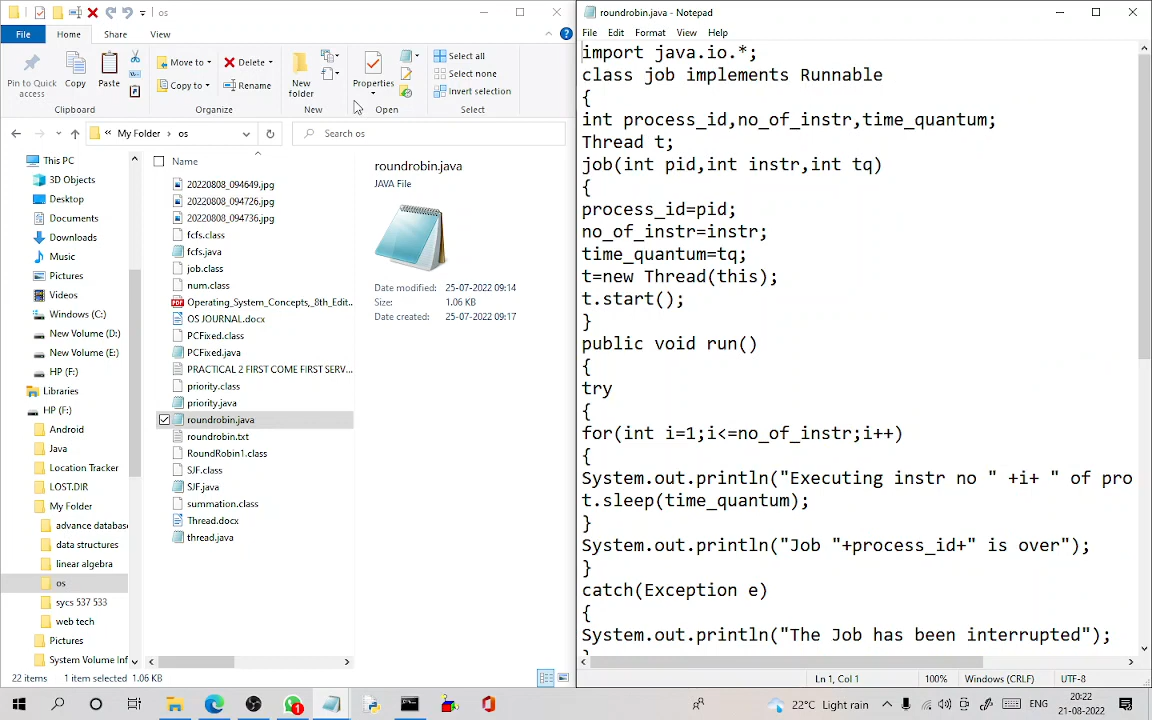 os
File
Home
Share
View
Pin to Quick access
Copy
Paste
Move to
Copy to
Delete
Rename
New folder
Properties
Select all
Select none
Invert selection
Clipboard
Organize
New
Open
Select
« My Folder › os
Search os
This PC
3D Objects
Desktop
Documents
Downloads
Music
Pictures
Videos
Windows (C:)
New Volume (D:)
New Volume (E:)
HP (F:)
Libraries
HP (F:)
Android
Java
Location Tracker
LOST.DIR
My Folder
advance databas
data structures
linear algebra
os
sycs 537 533
web tech
Pictures
System Volume Inf
Name
20220808_094649.jpg
20220808_094726.jpg
20220808_094736.jpg
fcfs.class
fcfs.java
job.class
num.class
Operating_System_Concepts,_8th_Edit...
OS JOURNAL.docx
PCFixed.class
PCFixed.java
PRACTICAL 2 FIRST COME FIRST SERV...
priority.class
priority.java
roundrobin.java
roundrobin.txt
RoundRobin1.class
SJF.class
SJF.java
summation.class
Thread.docx
thread.java
roundrobin.java
JAVA File
Date modified: 25-07-2022 09:14
Size: 1.06 KB
Date created: 25-07-2022 09:17
22 items 1 item selected 1.06 KB
roundrobin.java - Notepad
File Edit Format View Help
import java.io.*;
class job implements Runnable
{
int process_id,no_of_instr,time_quantum;
Thread t;
job(int pid,int instr,int tq)
{
process_id=pid;
no_of_instr=instr;
time_quantum=tq;
t=new Thread(this);
t.start();
}
public void run()
{
try
{
for(int i=1;i<=no_of_instr;i++)
{
System.out.println("Executing instr no " +i+ " of pro
t.sleep(time_quantum);
}
System.out.println("Job "+process_id+" is over");
}
catch(Exception e)
{
System.out.println("The Job has been interrupted");
Ln 1, Col 1 100% Windows (CRLF) UTF-8
1
22°C Light rain
ENG
20:22
21-08-2022